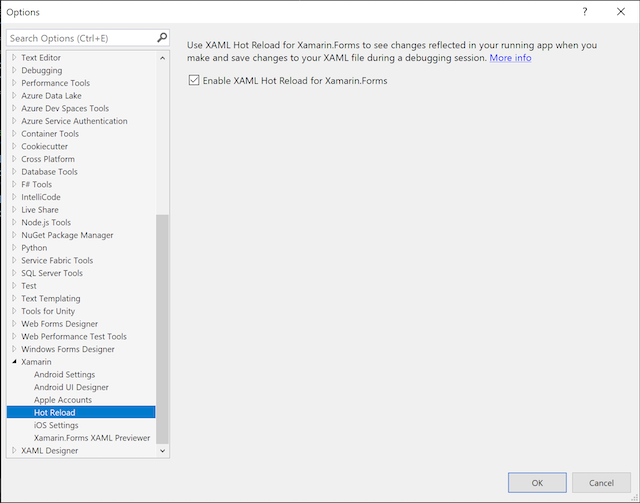 Options
?
Search Options (Ctrl+E)
Text Editor
Debugging
Performance Tools
Azure Data Lake
Azure Dev Spaces Tools
Azure Service Authentication
Container Tools
Cookiecutter
Cross Platform
Database Tools
F# Tools
IntelliCode
Live Share
Node.js Tools
NuGet Package Manager
Python
Service Fabric Tools
SQL Server Tools
Test
Text Templating
Tools for Unity
Web Forms Designer
Web Performance Test Tools
Windows Forms Designer
Xamarin
Android Settings
Android UI Designer
Apple Accounts
Hot Reload
iOS Settings
Xamarin.Forms XAML Previewer
XAML Designer
Use XAML Hot Reload for Xamarin.Forms to see changes reflected in your running app when you
make and save changes to your XAML file during a debugging session. More info
Enable XAML Hot Reload for Xamarin.Forms
OK
Cancel